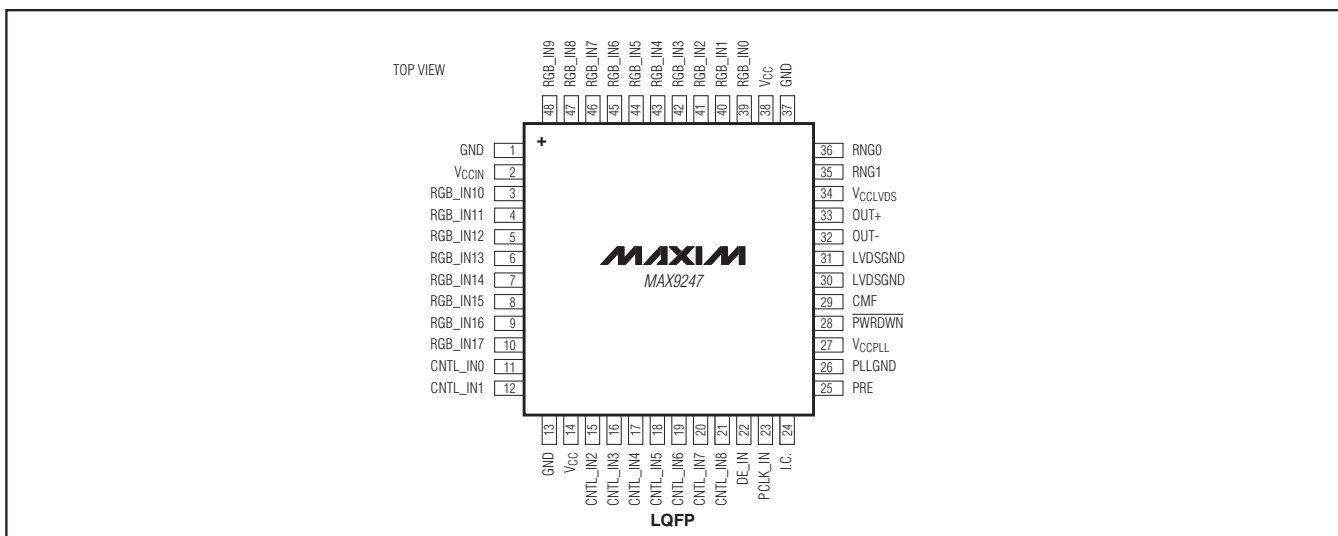 TOP VIEW
RGB_IN9
RGB_IN8
RGB_IN7
RGB_IN6
RGB_IN5
RGB_IN4
RGB_IN3
RGB_IN2
RGB_IN1
RGB_IN0
VCC
GND
48
47
46
45
44
43
42
41
40
39
38
37
+
GND 1
VCCIN 2
RGB_IN10 3
RGB_IN11 4
RGB_IN12 5
RGB_IN13 6
RGB_IN14 7
RGB_IN15 8
RGB_IN16 9
RGB_IN17 10
CNTL_IN0 11
CNTL_IN1 12
MAXIM
MAX9247
36 RNG0
35 RNG1
34 VCCLVDS
33 OUT+
32 OUT-
31 LVDSGND
30 LVDSGND
29 CMF
28 PWRDWN
27 VCCPLL
26 PLLGND
25 PRE
13
14
15
16
17
18
19
20
21
22
23
24
GND
VCC
CNTL_IN2
CNTL_IN3
CNTL_IN4
CNTL_IN5
CNTL_IN6
CNTL_IN7
CNTL_IN8
DE_IN
PCLK_IN
I.C.
LQFP